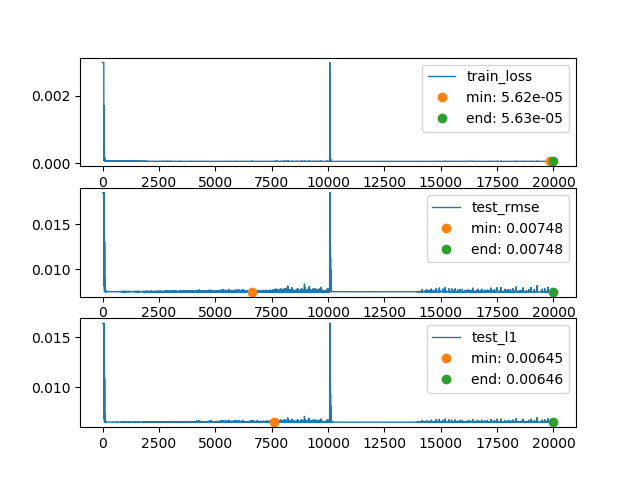 train_loss
min: 5.62e-05
end: 5.63e-05
0.002
0.000
0 2500 5000 7500 10000 12500 15000 17500 20000
test_rmse
min: 0.00748
end: 0.00748
0.015
0.010
0 2500 5000 7500 10000 12500 15000 17500 20000
test_l1
min: 0.00645
end: 0.00646
0.015
0.010
0 2500 5000 7500 10000 12500 15000 17500 20000